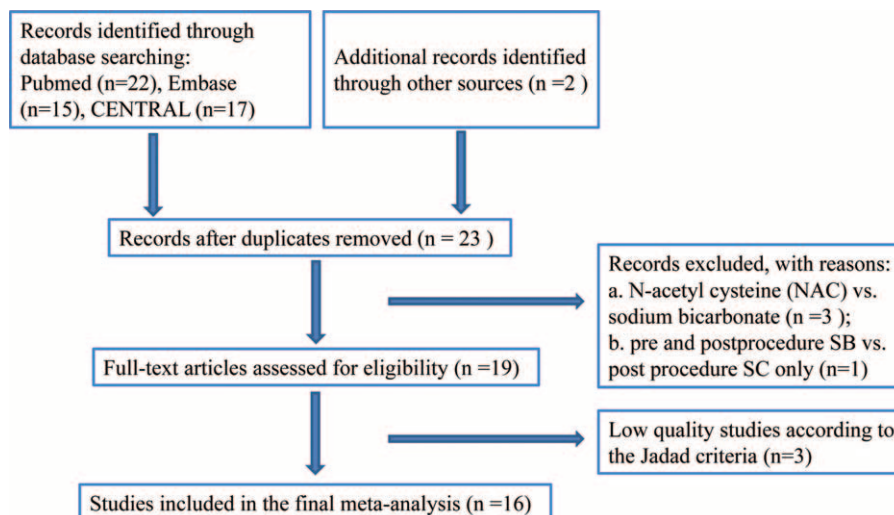 Records identified through
database searching:
Pubmed (n=22), Embase
(n=15), CENTRAL (n=17)
Additional records identified
through other sources (n =2 )
Records after duplicates removed (n = 23 )
Records excluded, with reasons:
a. N-acetyl cysteine (NAC) vs.
sodium bicarbonate (n =3 );
b. pre and postprocedure SB vs.
post procedure SC only (n=1)
Full-text articles assessed for eligibility (n =19)
Low quality studies according to
the Jadad criteria (n=3)
Studies included in the final meta-analysis (n =16)